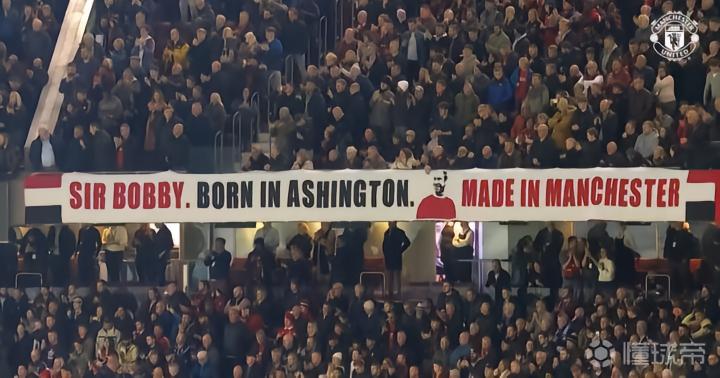 MANCHESTER
UNITED
SIR BOBBY. BORN IN ASHINGTON. MADE IN MANCHESTER
懂球帝